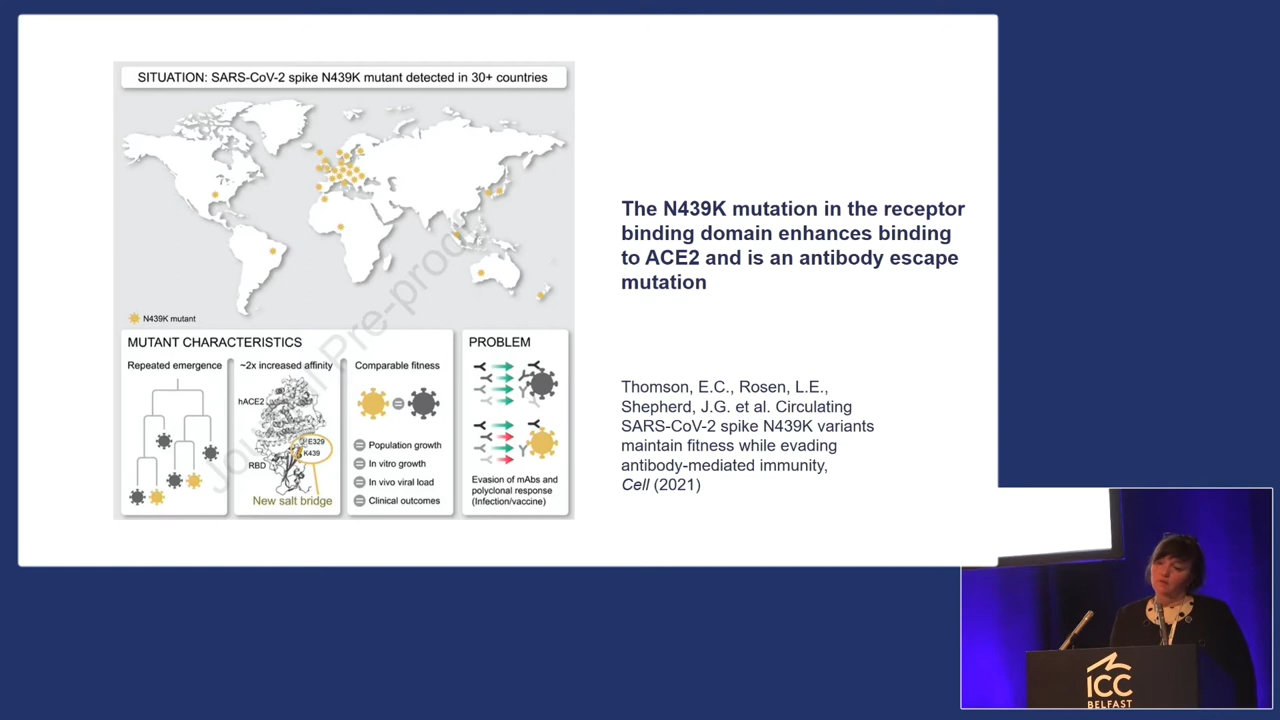 SITUATION: SARS-CoV-2 spike N439K mutant detected in 30+ countries
N439K mutant
Journal Pre-proof
MUTANT CHARACTERISTICS
Repeated emergence
~2x increased affinity
hACE2
E329
K439
RBD
New salt bridge
Comparable fitness
Population growth
In vitro growth
In vivo viral load
Clinical outcomes
PROBLEM
Evasion of mAbs and
polyclonal response
(Infection/vaccine)
The N439K mutation in the receptor
binding domain enhances binding
to ACE2 and is an antibody escape
mutation
Thomson, E.C., Rosen, L.E.,
Shepherd, J.G. et al. Circulating
SARS-CoV-2 spike N439K variants
maintain fitness while evading
antibody-mediated immunity,
Cell (2021)
ICC
BELFAST